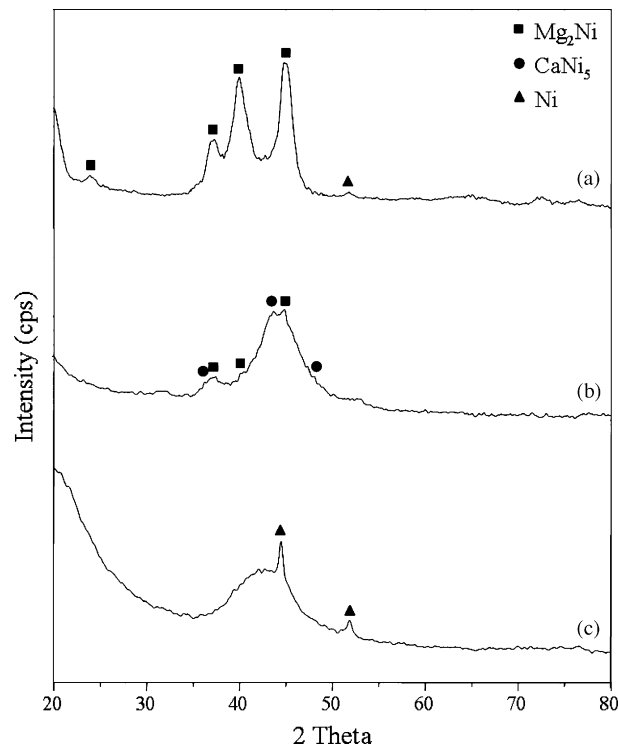 ■ Mg₂Ni
● CaNi₅
▲ Ni
(a)
(b)
(c)
Intensity (cps)
20 30 40 50 60 70 80
2 Theta